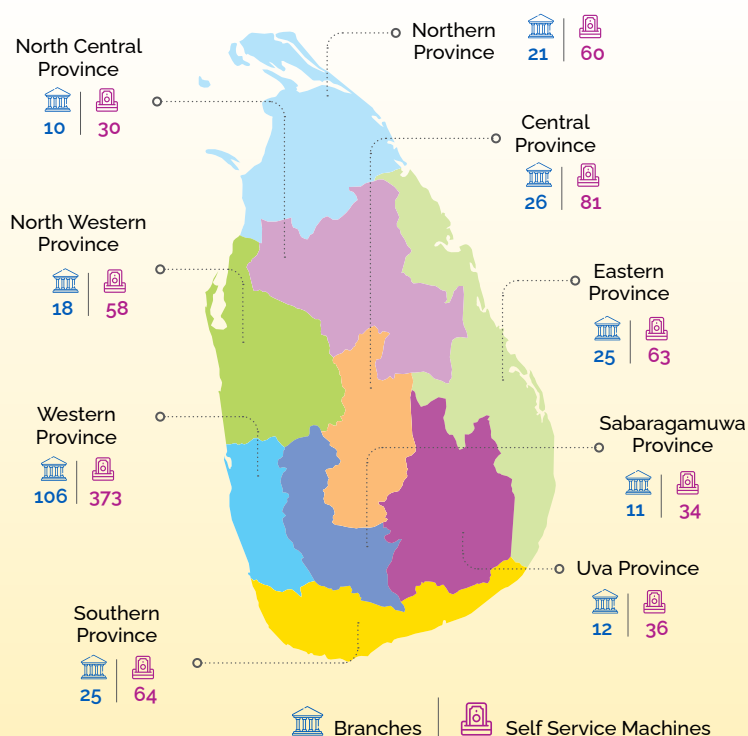 North Central
Province
10 30
Northern
Province
21 60
Central
Province
26 81
North Western
Province
18 58
Eastern
Province
25 63
Western
Province
106 373
Sabaragamuwa
Province
11 34
Uva Province
12 36
Southern
Province
25 64
Branches Self Service Machines